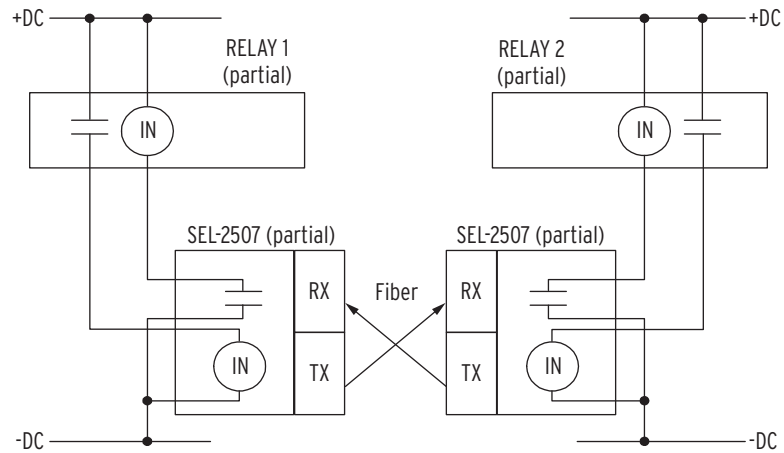 +DC
+DC
RELAY 1
(partial)
RELAY 2
(partial)
IN
IN
SEL-2507 (partial)
SEL-2507 (partial)
RX
Fiber
RX
IN
TX
TX
IN
-DC
-DC